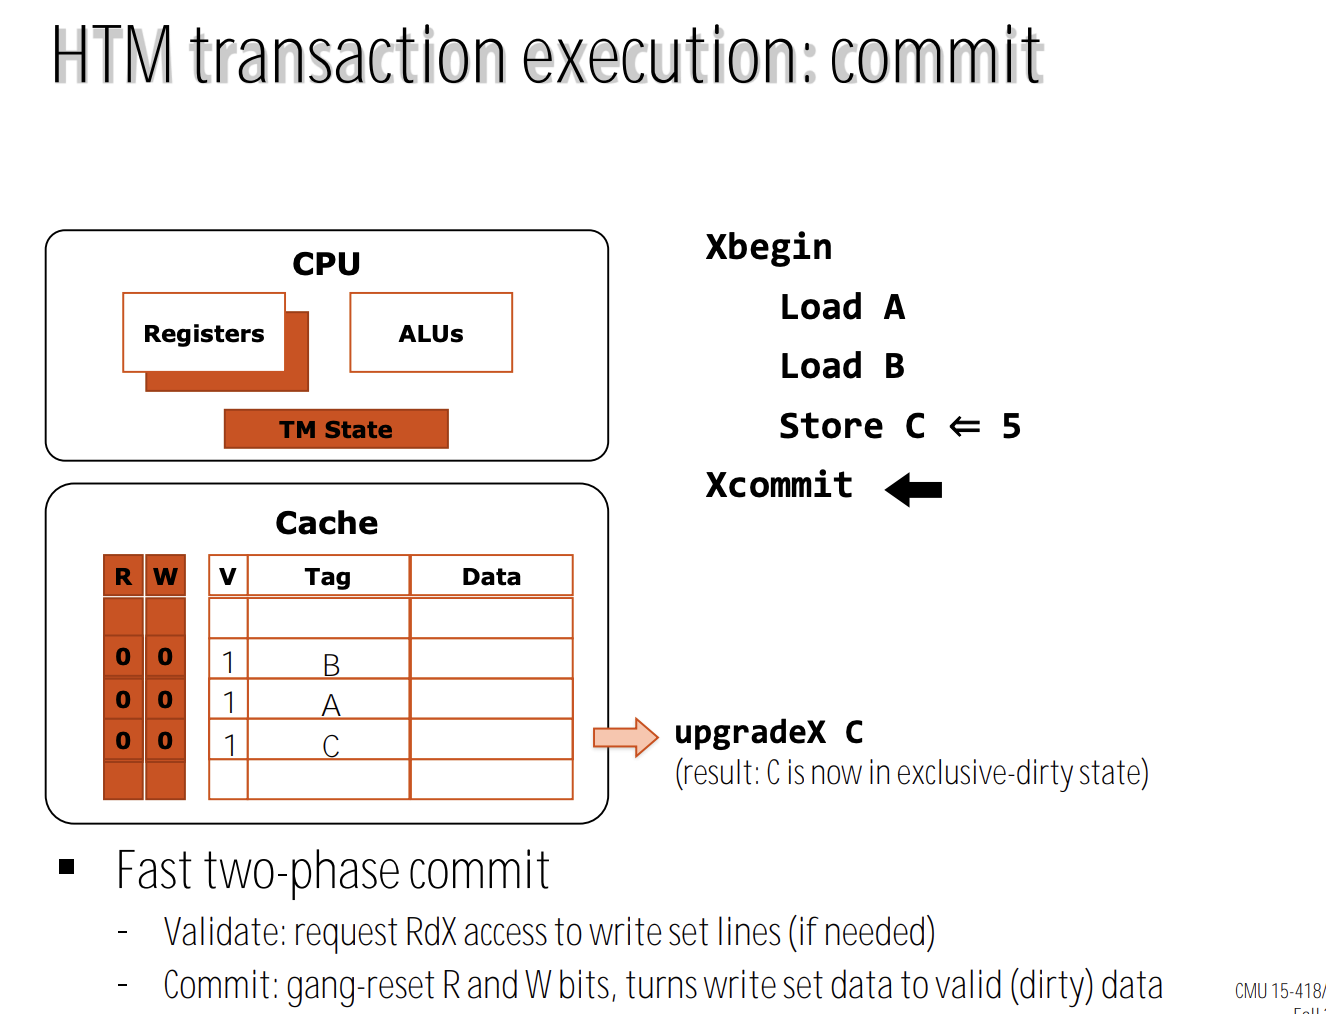 HTM transaction execution: commit
CPU
Registers
ALUs
TM State
Xbegin
Load A
Load B
Store C ⇐ 5
Xcommit
Cache
R W V Tag Data
0 0 1 B
0 0 1 A
0 0 1 C
upgradeX C
(result: C is now in exclusive-dirty state)
▪ Fast two-phase commit
- Validate: request RdX access to write set lines (if needed)
- Commit: gang-reset R and W bits, turns write set data to valid (dirty) data
CMU 15-418/